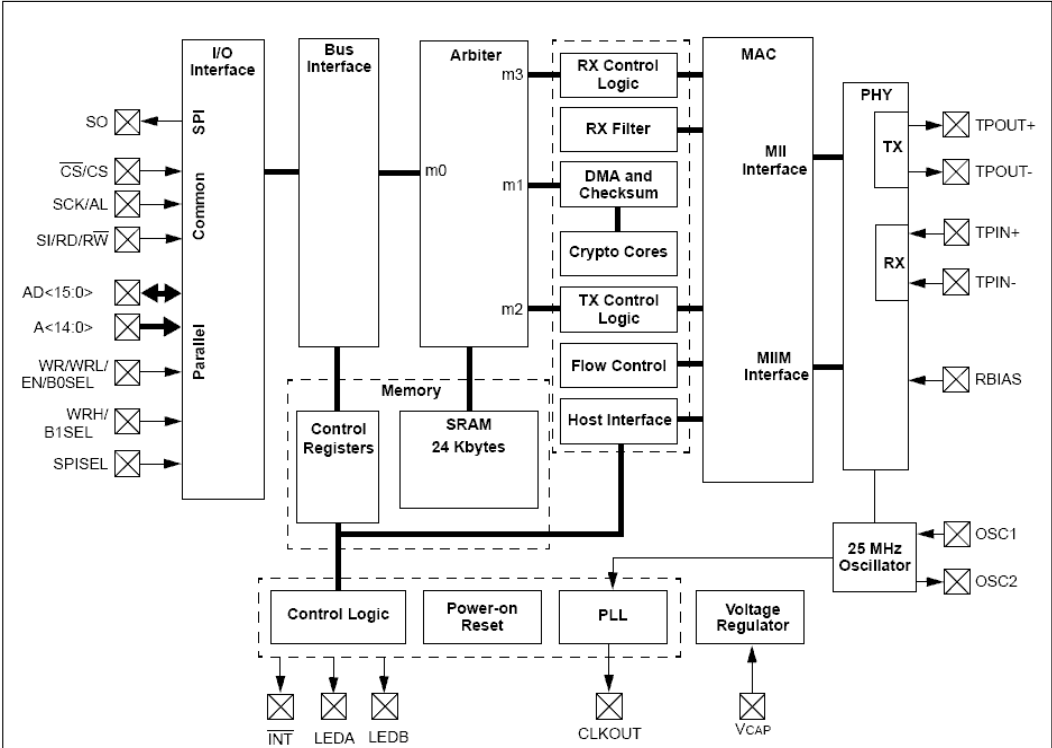 I/O
Interface
Bus
Interface
Arbiter
m3
RX Control
Logic
MAC
PHY
SO
SPI
RX Filter
TX
TPOUT+
TPOUT-
CS/CS
SCK/AL
SI/RD/RW
Common
m0
m1
DMA and
Checksum
MII
Interface
Crypto Cores
RX
TPIN+
TPIN-
AD<15:0>
A<14:0>
Parallel
m2
TX Control
Logic
WR/WRL/
EN/B0SEL
Flow Control
MIIM
Interface
RBIAS
WRH/
B1SEL
SPISEL
Memory
Control
Registers
SRAM
24 Kbytes
Host Interface
25 MHz
Oscillator
OSC1
OSC2
Control Logic
Power-on
Reset
PLL
Voltage
Regulator
INT
LEDA
LEDB
CLKOUT
VCAP